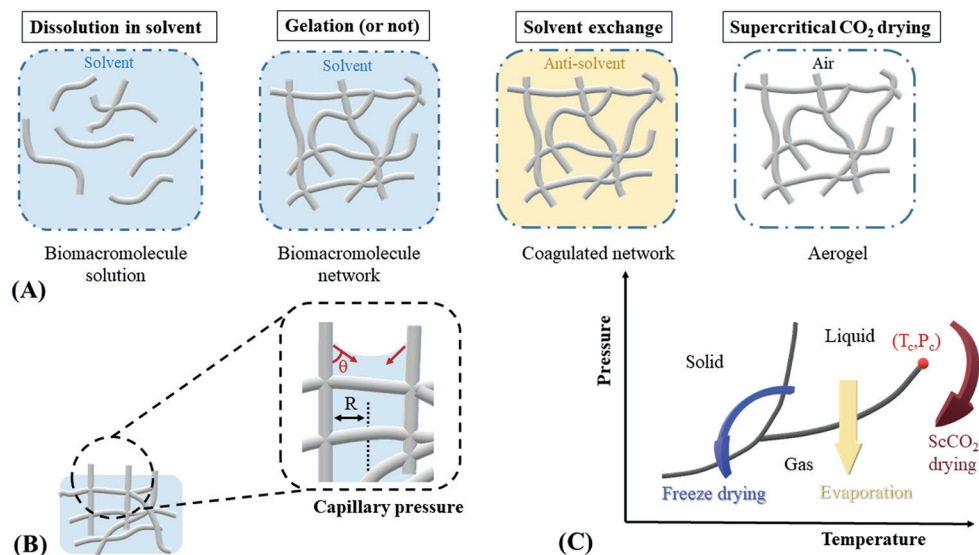 Dissolution in solvent
Gelation (or not)
Solvent exchange
Supercritical CO₂ drying
Solvent
Solvent
Anti-solvent
Air
Biomacromolecule
solution
Biomacromolecule
network
Coagulated network
Aerogel
(A)
θ
R
Capillary pressure
(B)
Pressure
Solid
Liquid
(Tc,Pc)
Gas
Freeze drying
Evaporation
ScCO₂
drying
Temperature
(C)